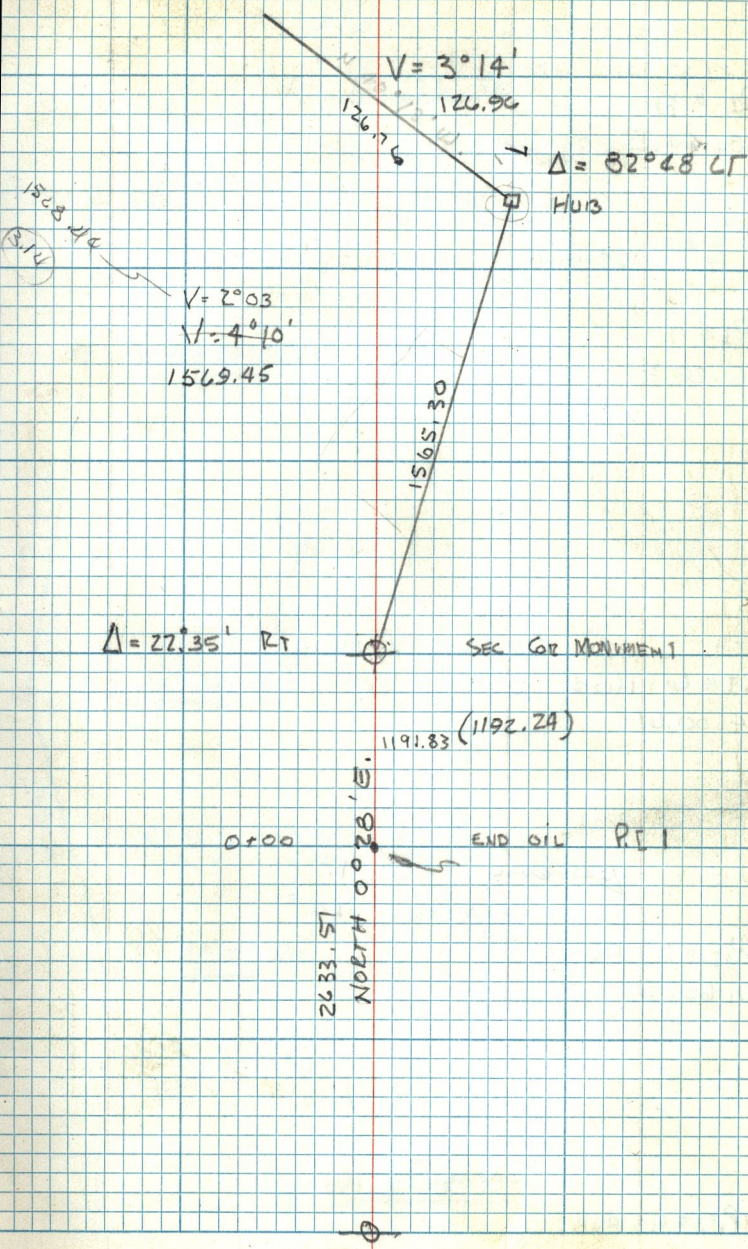 V = 3°14'
126.96
126.76
Δ = 82°48' LT
HUB
3.14
V = 2°03
V = 4°10'
1569.45
1565.30
Δ = 22°35' RT
SEC COR MONUMENT
1191.83 (1192.24)
0+00
END OIL P.I 1
NORTH 0°28' E.
2633.51